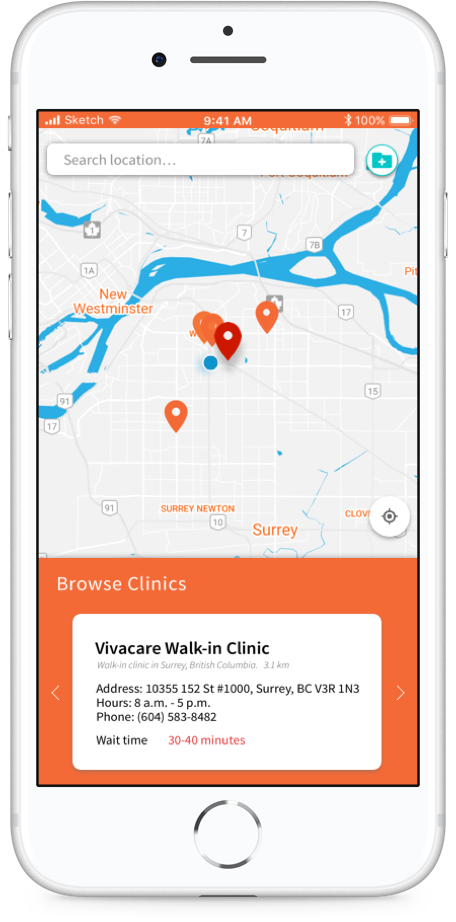 Sketch 9:41 AM 100%
Coquitlam
7A
Search location...
Port Coquitlam
1
7
7B
1A
Pit
New
Westminster
17
W
15
91
17
91
SURREY NEWTON
10
CLOV
Surrey
Browse Clinics
Vivacare Walk-in Clinic
Walk-in clinic in Surrey, British Columbia. 3.1 km
Address: 10355 152 St #1000, Surrey, BC V3R 1N3
Hours: 8 a.m. - 5 p.m.
Phone: (604) 583-8482
Wait time 30-40 minutes